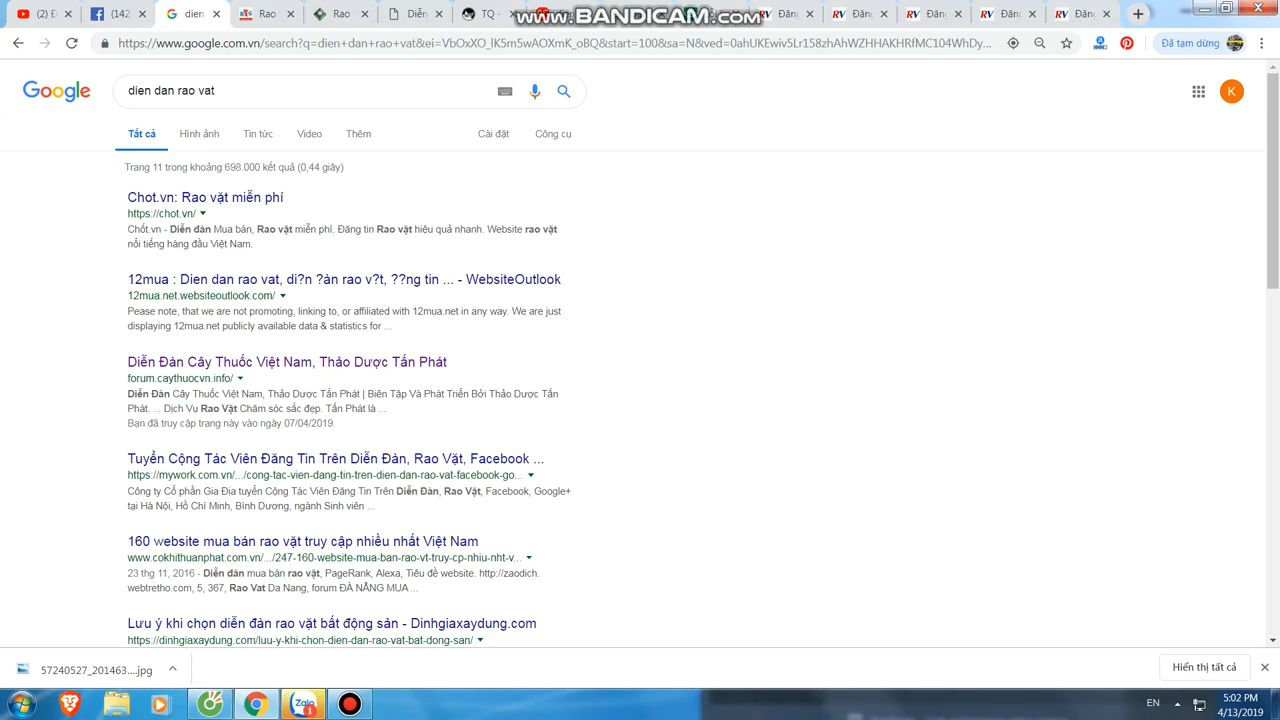 (2) Đ
(142
dien
Rao
Rao
Diễn
TQ
Đăng
Đăng
Đăng
Đăng
Đăng
www.BANDICAM.com
https://www.google.com.vn/search?q=dien+dan+rao+vat&ei=VbOxXO_lK5m5wAOXmK_oBQ&start=100&sa=N&ved=0ahUKEwiv5Lr158zhAhWZHHAKHRfMC104WhDy...
Đã tạm dừng
Google
dien dan rao vat
K
Tất cả
Hình ảnh
Tin tức
Video
Thêm
Cài đặt
Công cụ
Trang 11 trong khoảng 698.000 kết quả (0,44 giây)
Chot.vn: Rao vặt miễn phí
https://chot.vn/
Chốt.vn - Diễn đàn Mua bán, Rao vặt miễn phí. Đăng tin Rao vặt hiệu quả nhanh. Website rao vặt
nổi tiếng hàng đầu Việt Nam.
12mua : Dien dan rao vat, di?n ?àn rao v?t, ??ng tin ... - WebsiteOutlook
12mua.net.websiteoutlook.com/
Pease note, that we are not promoting, linking to, or affiliated with 12mua.net in any way. We are just
displaying 12mua.net publicly available data & statistics for ...
Diễn Đàn Cây Thuốc Việt Nam, Thảo Dược Tấn Phát
forum.caythuocvn.info/
Diễn Đàn Cây Thuốc Việt Nam, Thảo Dược Tấn Phát | Biên Tập Và Phát Triển Bởi Thảo Dược Tấn
Phát. ... Dịch Vụ Rao Vặt Chăm sóc sắc đẹp. Tấn Phát là ...
Bạn đã truy cập trang này vào ngày 07/04/2019.
Tuyển Cộng Tác Viên Đăng Tin Trên Diễn Đàn, Rao Vặt, Facebook ...
https://mywork.com.vn/.../cong-tac-vien-dang-tin-tren-dien-dan-rao-vat-facebook-go...
Công ty Cổ phần Gia Địa tuyển Cộng Tác Viên Đăng Tin Trên Diễn Đàn, Rao Vặt, Facebook, Google+
tại Hà Nội, Hồ Chí Minh, Bình Dương, ngành Sinh viên ...
160 website mua bán rao vặt truy cập nhiều nhất Việt Nam
www.cokhithuanphat.com.vn/.../247-160-website-mua-ban-rao-vt-truy-cp-nhiu-nht-v...
23 thg 11, 2016 - Diễn đàn mua bán rao vặt, PageRank, Alexa, Tiêu đề website. http://zaodich.
webtretho.com, 5, 367, Rao Vat Da Nang, forum ĐÀ NẴNG MUA ...
Lưu ý khi chọn diễn đàn rao vặt bất động sản - Dinhgiaxaydung.com
https://dinhgiaxaydung.com/luu-y-khi-chon-dien-dan-rao-vat-bat-dong-san/
57240527_201463....jpg
Hiển thị tất cả
Zalo
1
EN
5:02 PM
4/13/2019